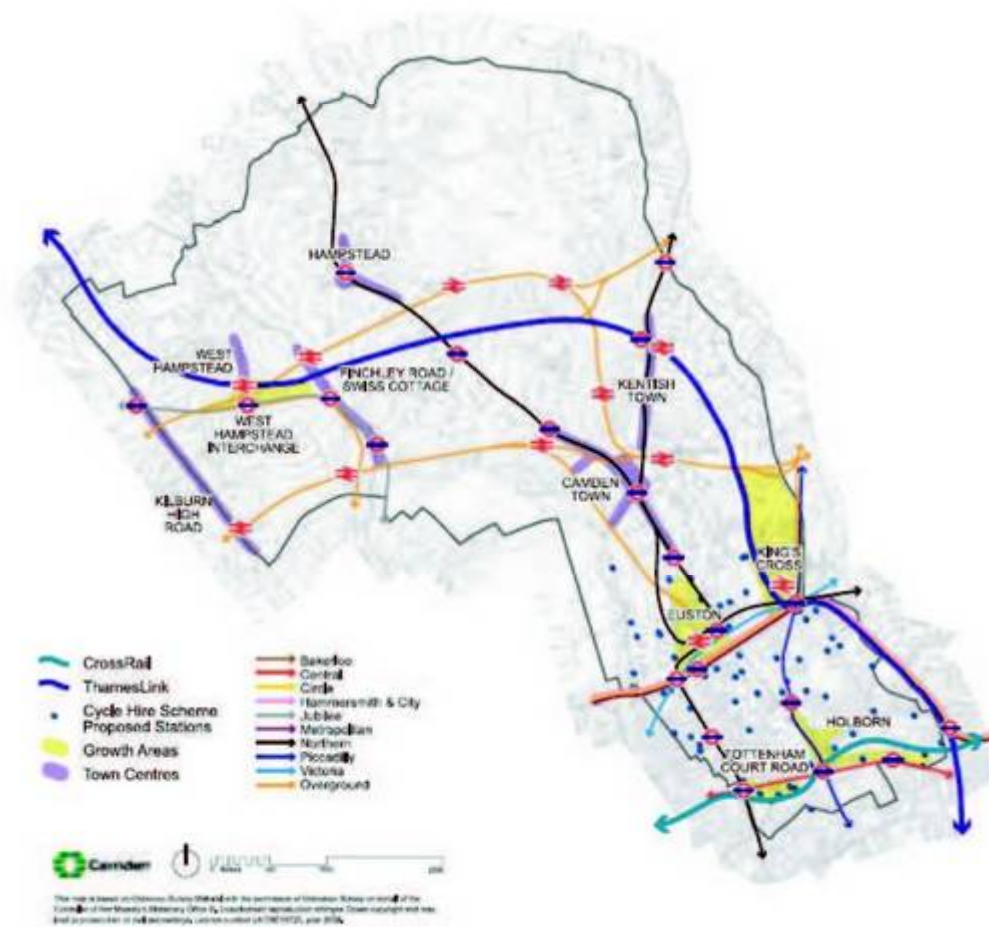 HAMPSTEAD
WEST
HAMPSTEAD
FINCHLEY ROAD /
SWISS COTTAGE
KENTISH
TOWN
WEST
HAMPSTEAD
INTERCHANGE
CAMDEN
TOWN
KILBURN
HIGH
ROAD
KING'S
CROSS
EUSTON
HOLBORN
TOTTENHAM
COURT ROAD
CrossRail
ThamesLink
Cycle Hire Scheme
Proposed Stations
Growth Areas
Town Centres
Bakerloo
Central
Circle
Hammersmith & City
Jubilee
Metropolitan
Northern
Piccadilly
Victoria
Overground
Camden